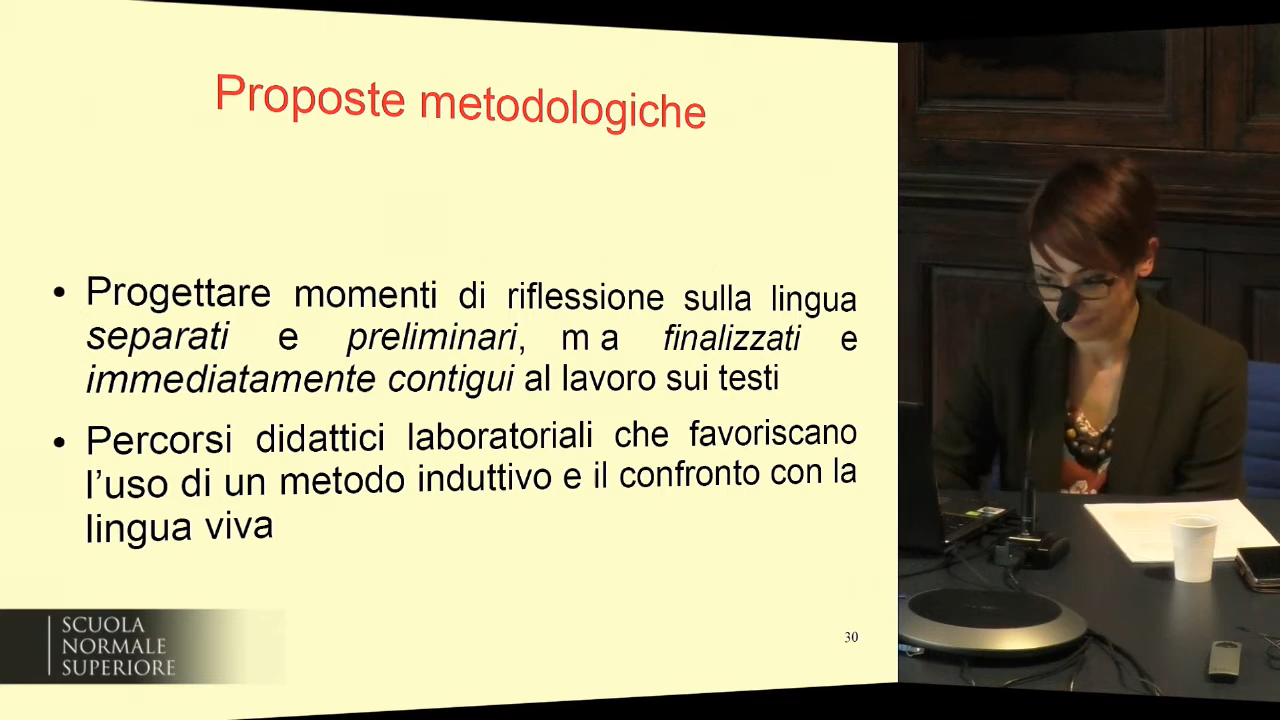 Proposte metodologiche
• Progettare momenti di riflessione sulla lingua
separati e preliminari, m a finalizzati e
immediatamente contigui al lavoro sui testi
• Percorsi didattici laboratoriali che favoriscano
l’uso di un metodo induttivo e il confronto con la
lingua viva
SCUOLA
NORMALE
SUPERIORE
30